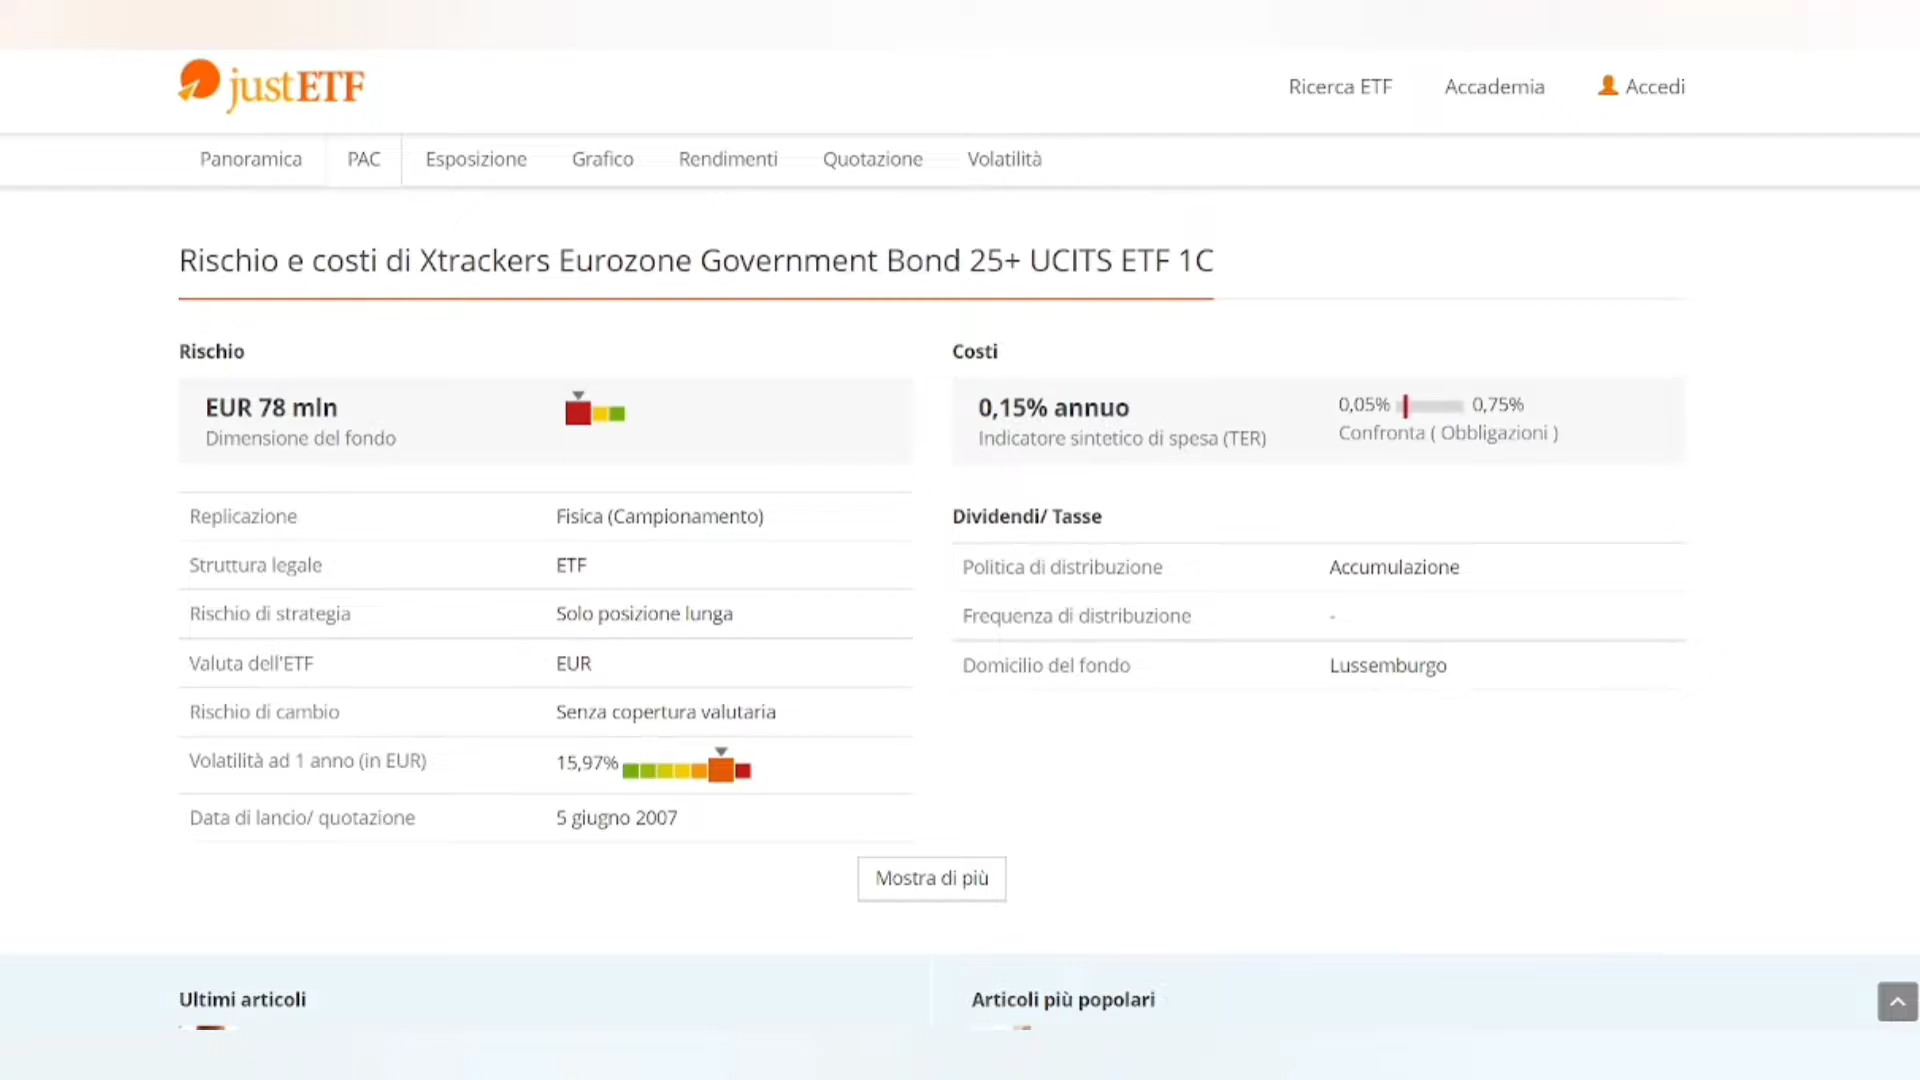 justETF
Ricerca ETF
Accademia
Accedi
Panoramica
PAC
Esposizione
Grafico
Rendimenti
Quotazione
Volatilità
Rischio e costi di Xtrackers Eurozone Government Bond 25+ UCITS ETF 1C
Rischio
EUR 78 mln
Dimensione del fondo
Replicazione Fisica (Campionamento)
Struttura legale ETF
Rischio di strategia Solo posizione lunga
Valuta dell'ETF EUR
Rischio di cambio Senza copertura valutaria
Volatilità ad 1 anno (in EUR) 15,97%
Data di lancio/ quotazione 5 giugno 2007
Costi
0,15% annuo
Indicatore sintetico di spesa (TER)
0,05% 0,75%
Confronta ( Obbligazioni )
Dividendi/ Tasse
Politica di distribuzione Accumulazione
Frequenza di distribuzione -
Domicilio del fondo Lussemburgo
Mostra di più
Ultimi articoli
Articoli più popolari